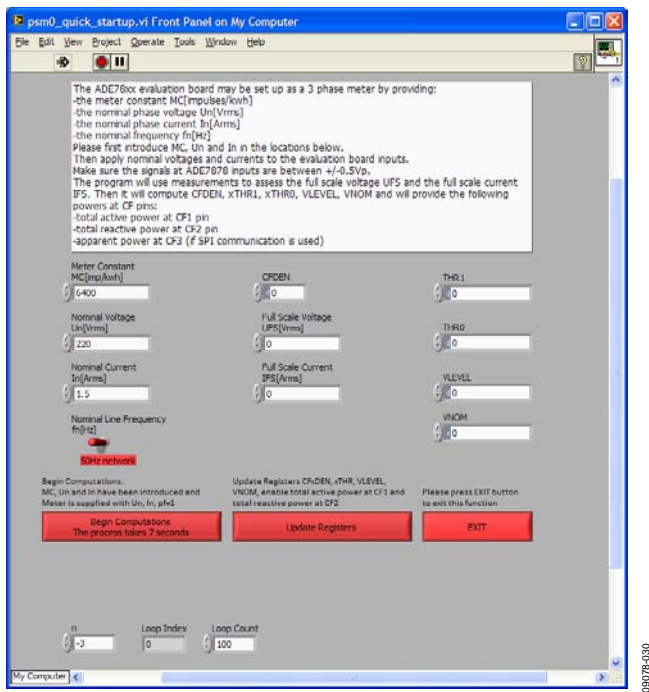 psm0_quick_startup.vi Front Panel on My Computer
File Edit View Project Operate Tools Window Help
The ADE78xx evaluation board may be set up as a 3 phase meter by providing:
-the meter constant MC[impulses/kwh]
-the nominal phase voltage Un[Vrms]
-the nominal phase current In[Arms]
-the nominal frequency fn[Hz]
Please first introduce MC, Un and In in the locations below.
Then apply nominal voltages and currents to the evaluation board inputs.
Make sure the signals at ADE7878 inputs are between +/-0.5Vp.
The program will use measurements to assess the full scale voltage UFS and the full scale current
IFS. Then it will compute CFDEN, xTHR1, xTHR0, VLEVEL, VNOM and will provide the following
powers at CF pins:
-total active power at CF1 pin
-total reactive power at CF2 pin
-apparent power at CF3 (if SPI communication is used)
Meter Constant
MC[imp/kwh]
6400
CFDEN
0
THR1
0
Nominal Voltage
Un[Vrms]
220
Full Scale Voltage
UFS[Vrms]
0
THR0
0
Nominal Current
In[Arms]
1.5
Full Scale Current
IFS[Arms]
0
VLEVEL
0
Nominal Line Frequency
fn[Hz]
50Hz network
VNOM
0
Begin Computations:
MC, Un and In have been introduced and
Meter is supplied with Un, In, pf=1
Begin Computations
The process takes 7 seconds
Update Registers CFxDEN, xTHR, VLEVEL,
VNOM, enable total active power at CF1 and
total reactive power at CF2
Update Registers
Please press EXIT button
to exit this function
EXIT
n
-3
Loop Index
0
Loop Count
100
My Computer
09078-030